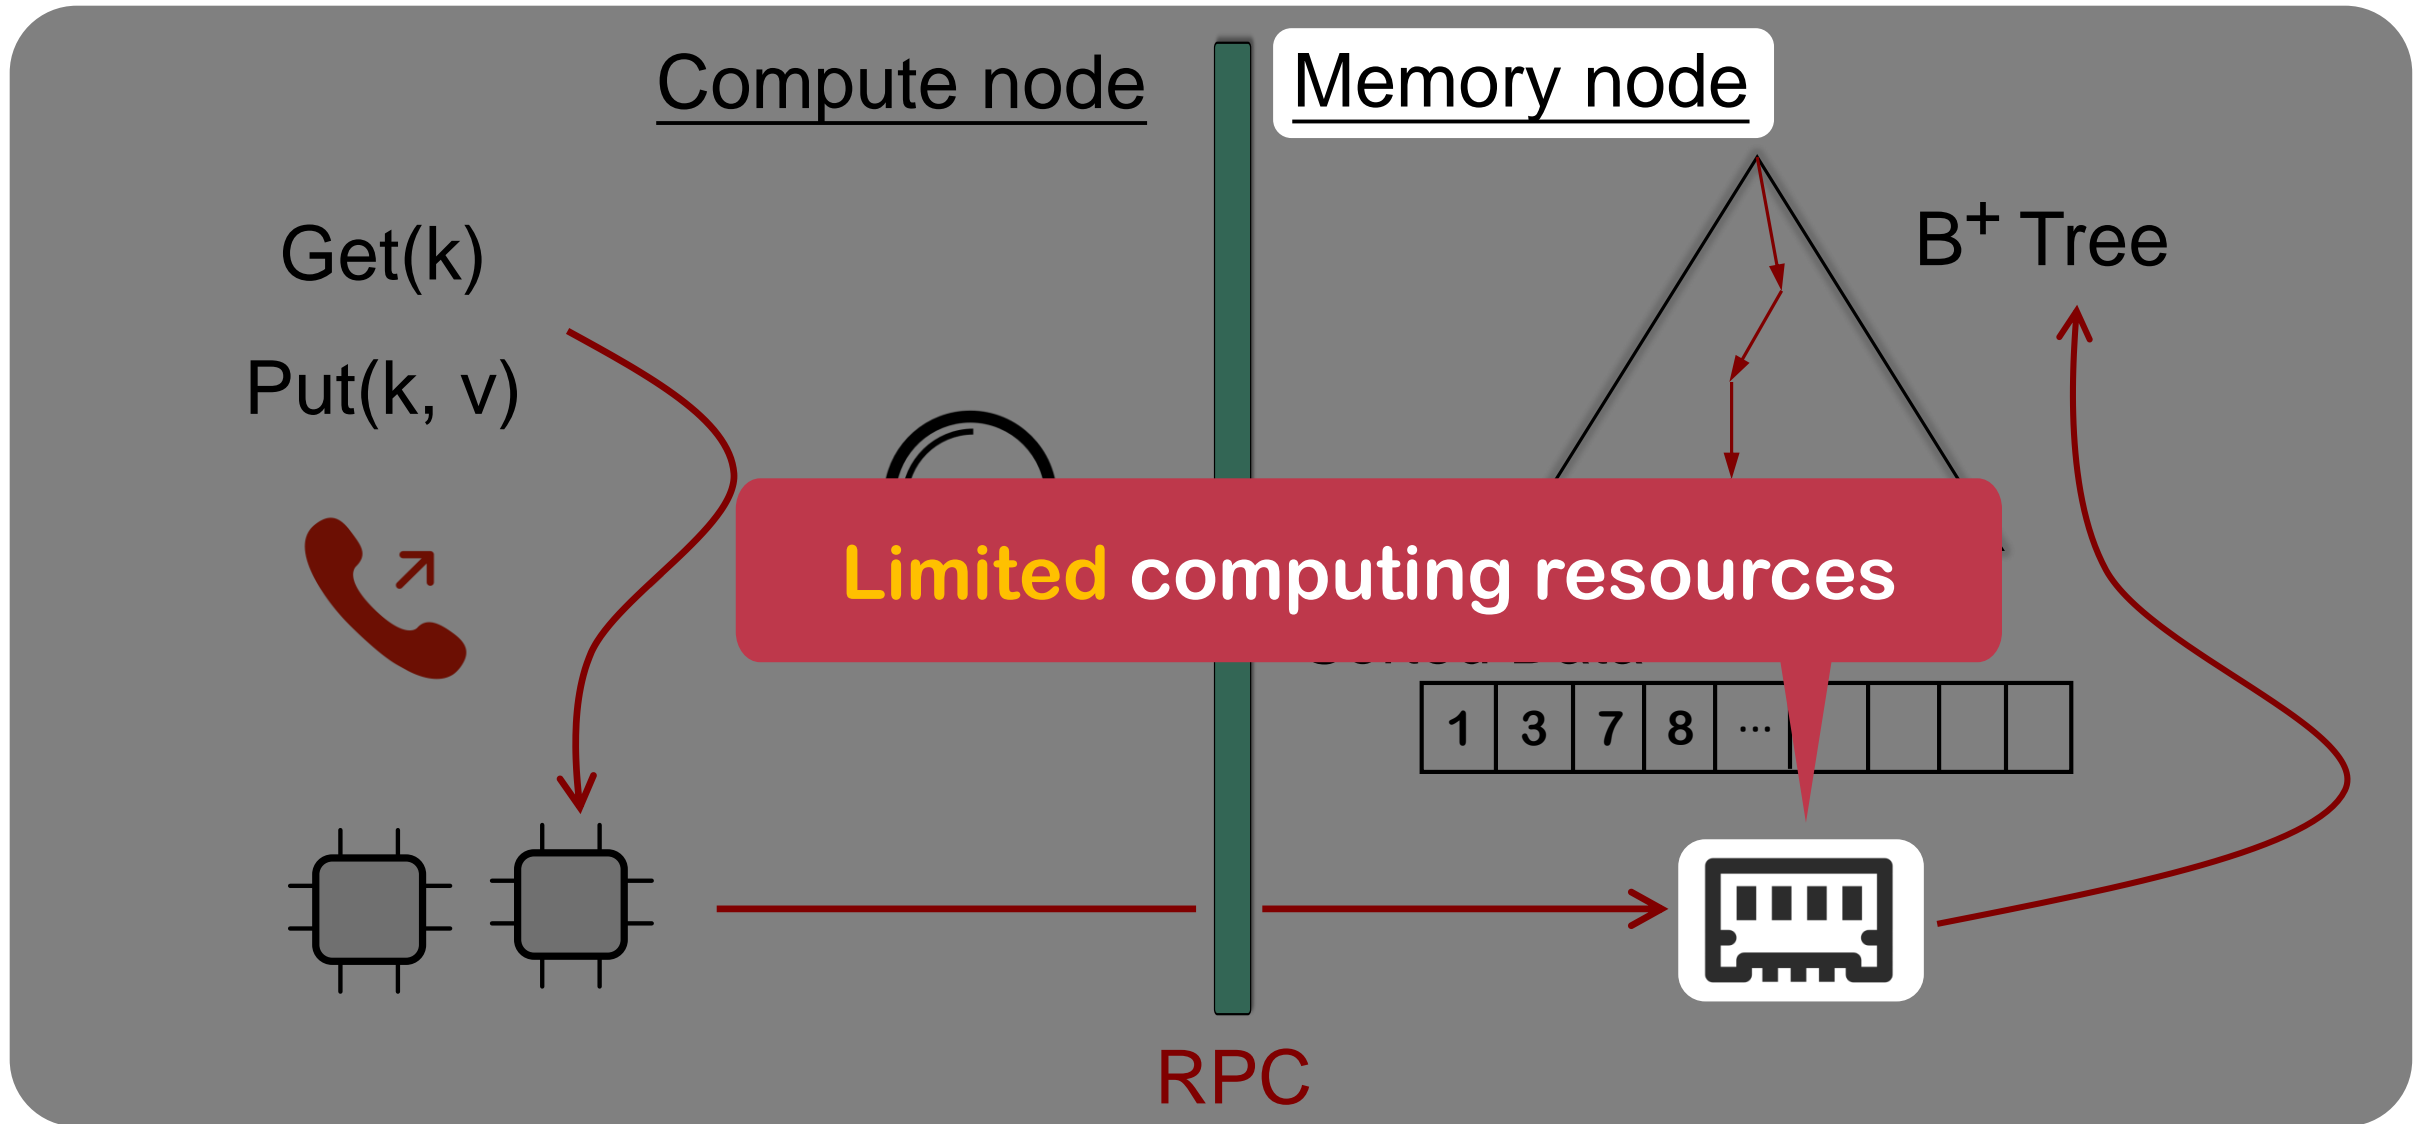 Compute node
Memory node
Get(k)
B+ Tree
Put(k, v)
Limited computing resources
1 3 7 8 ...
RPC